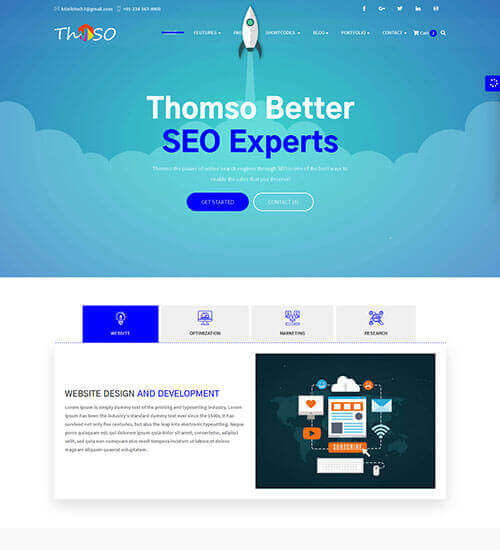 +91-234-567-8900
Thomso
FEATURES
SHORTCODES
BLOG
PORTFOLIO
CONTACT
Cart
Thomso Better
SEO Experts
Thomso the power of online search engines through SEO is one of the best ways to
enable the sales that you deserve!
GET STARTED
CONTACT US
WEBSITE
OPTIMIZATION
MARKETING
RESEARCH
WEBSITE DESIGN AND DEVELOPMENT
Lorem Ipsum is simply dummy text of the printing and typesetting industry. Lorem
Ipsum has been the industry's standard dummy text ever since the 1500s, It has
survived not only five centuries, but also the leap into electronic typesetting. Neque
porro quisquam est, qui dolorem ipsum quia dolor sit amet, consectetur, adipisci
velit, sed quia non numquam eius modi tempora incidunt ut labore et dolore
magnam aliquam quaerat voluptatem.
SUBSCRIBE